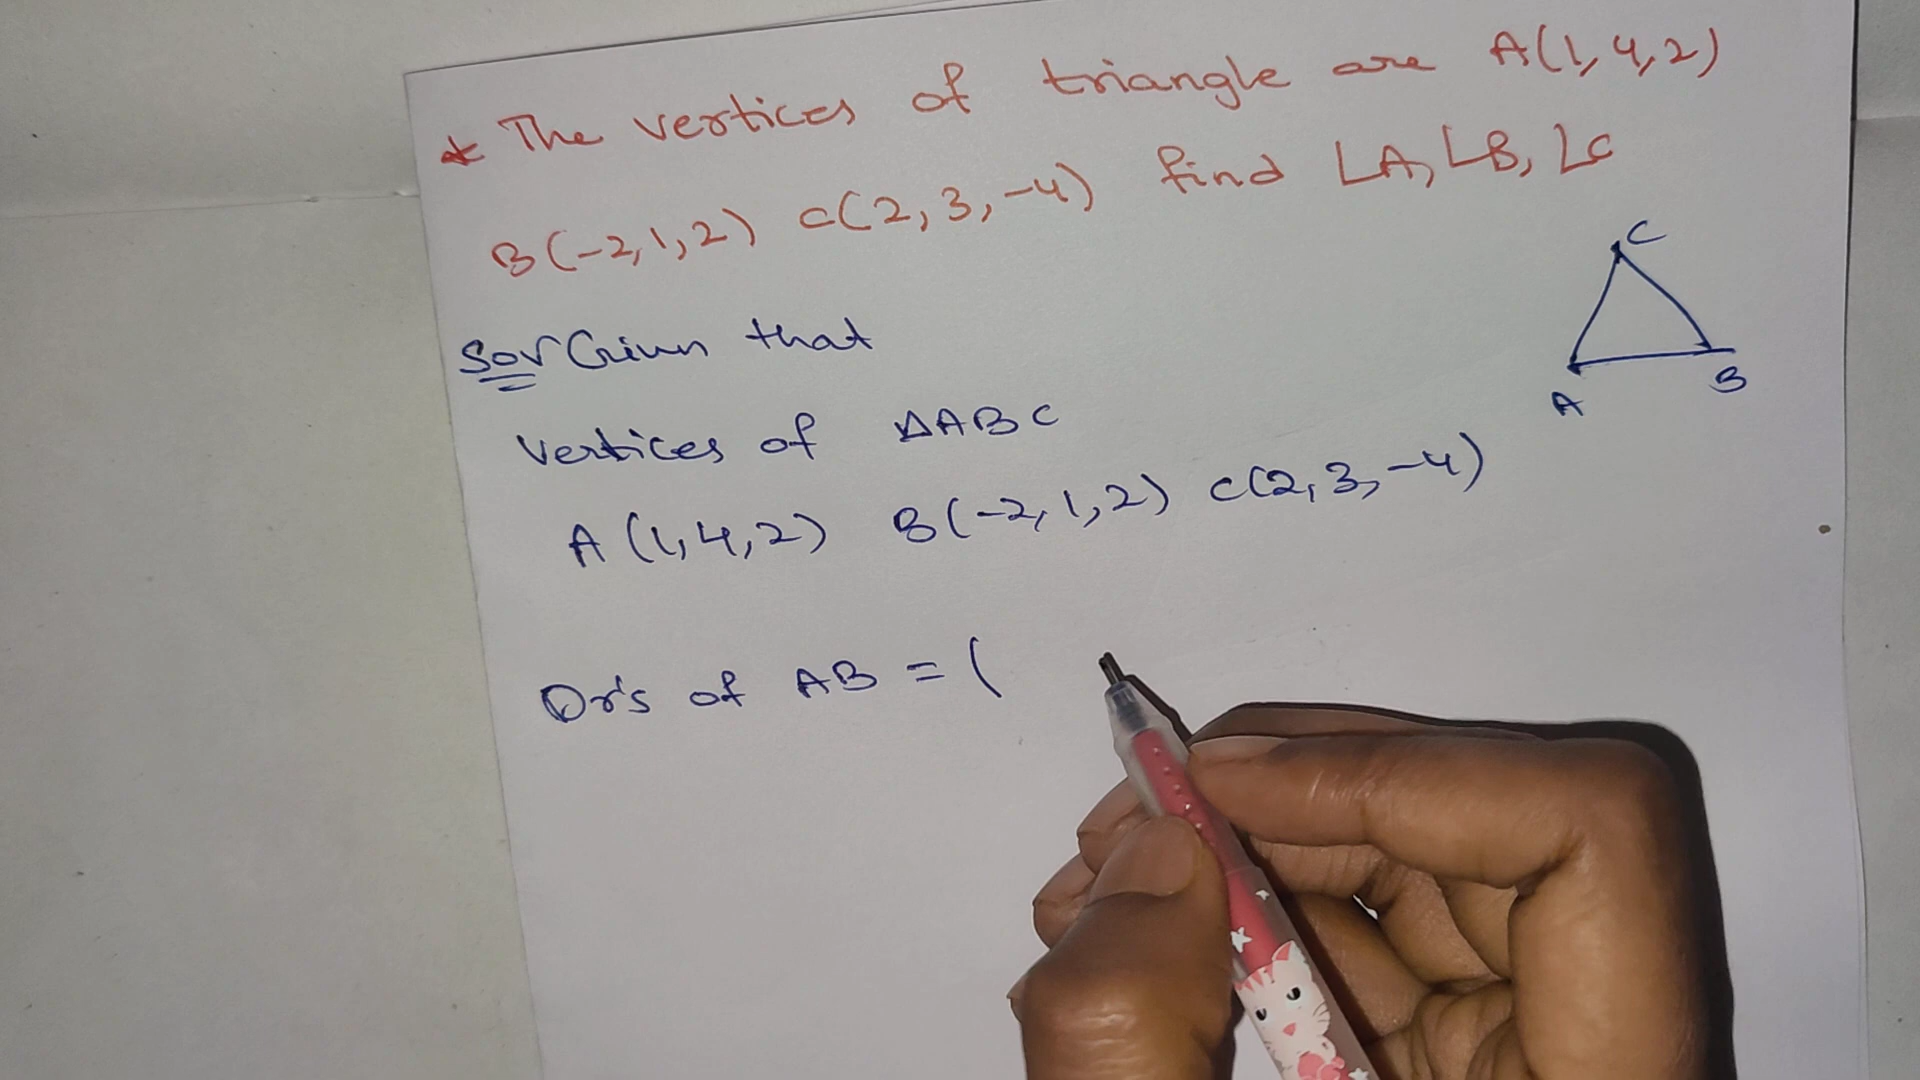 * The vertices of triangle are A(1,4,2)
B(-2,1,2) C(2,3,-4) find ∟A, ∟B, ∟C
Sol Given that
Vertices of ΔABC
A(1,4,2) B(-2,1,2) C(2,3,-4)
Dr's of AB = (
C
A
B